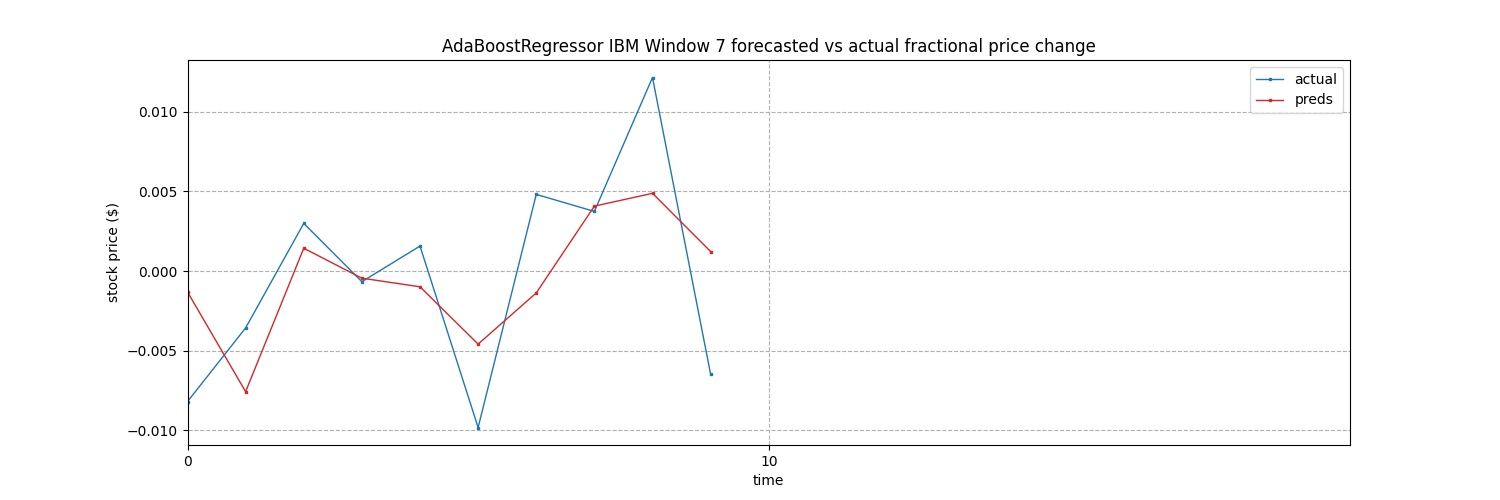 AdaBoostRegressor IBM Window 7 forecasted vs actual fractional price change
actual
preds
0.010
0.005
0.000
−0.005
−0.010
stock price ($)
0
10
time